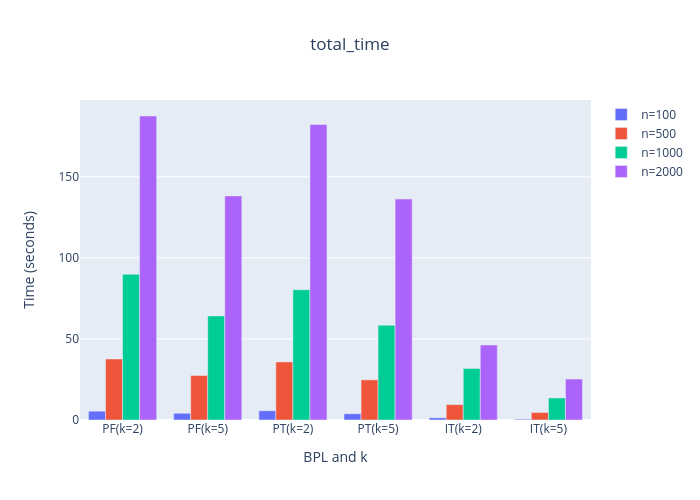 total_time
n=100
n=500
n=1000
n=2000
Time (seconds)
150
100
50
0
PF(k=2) PF(k=5) PT(k=2) PT(k=5) IT(k=2) IT(k=5)
BPL and k